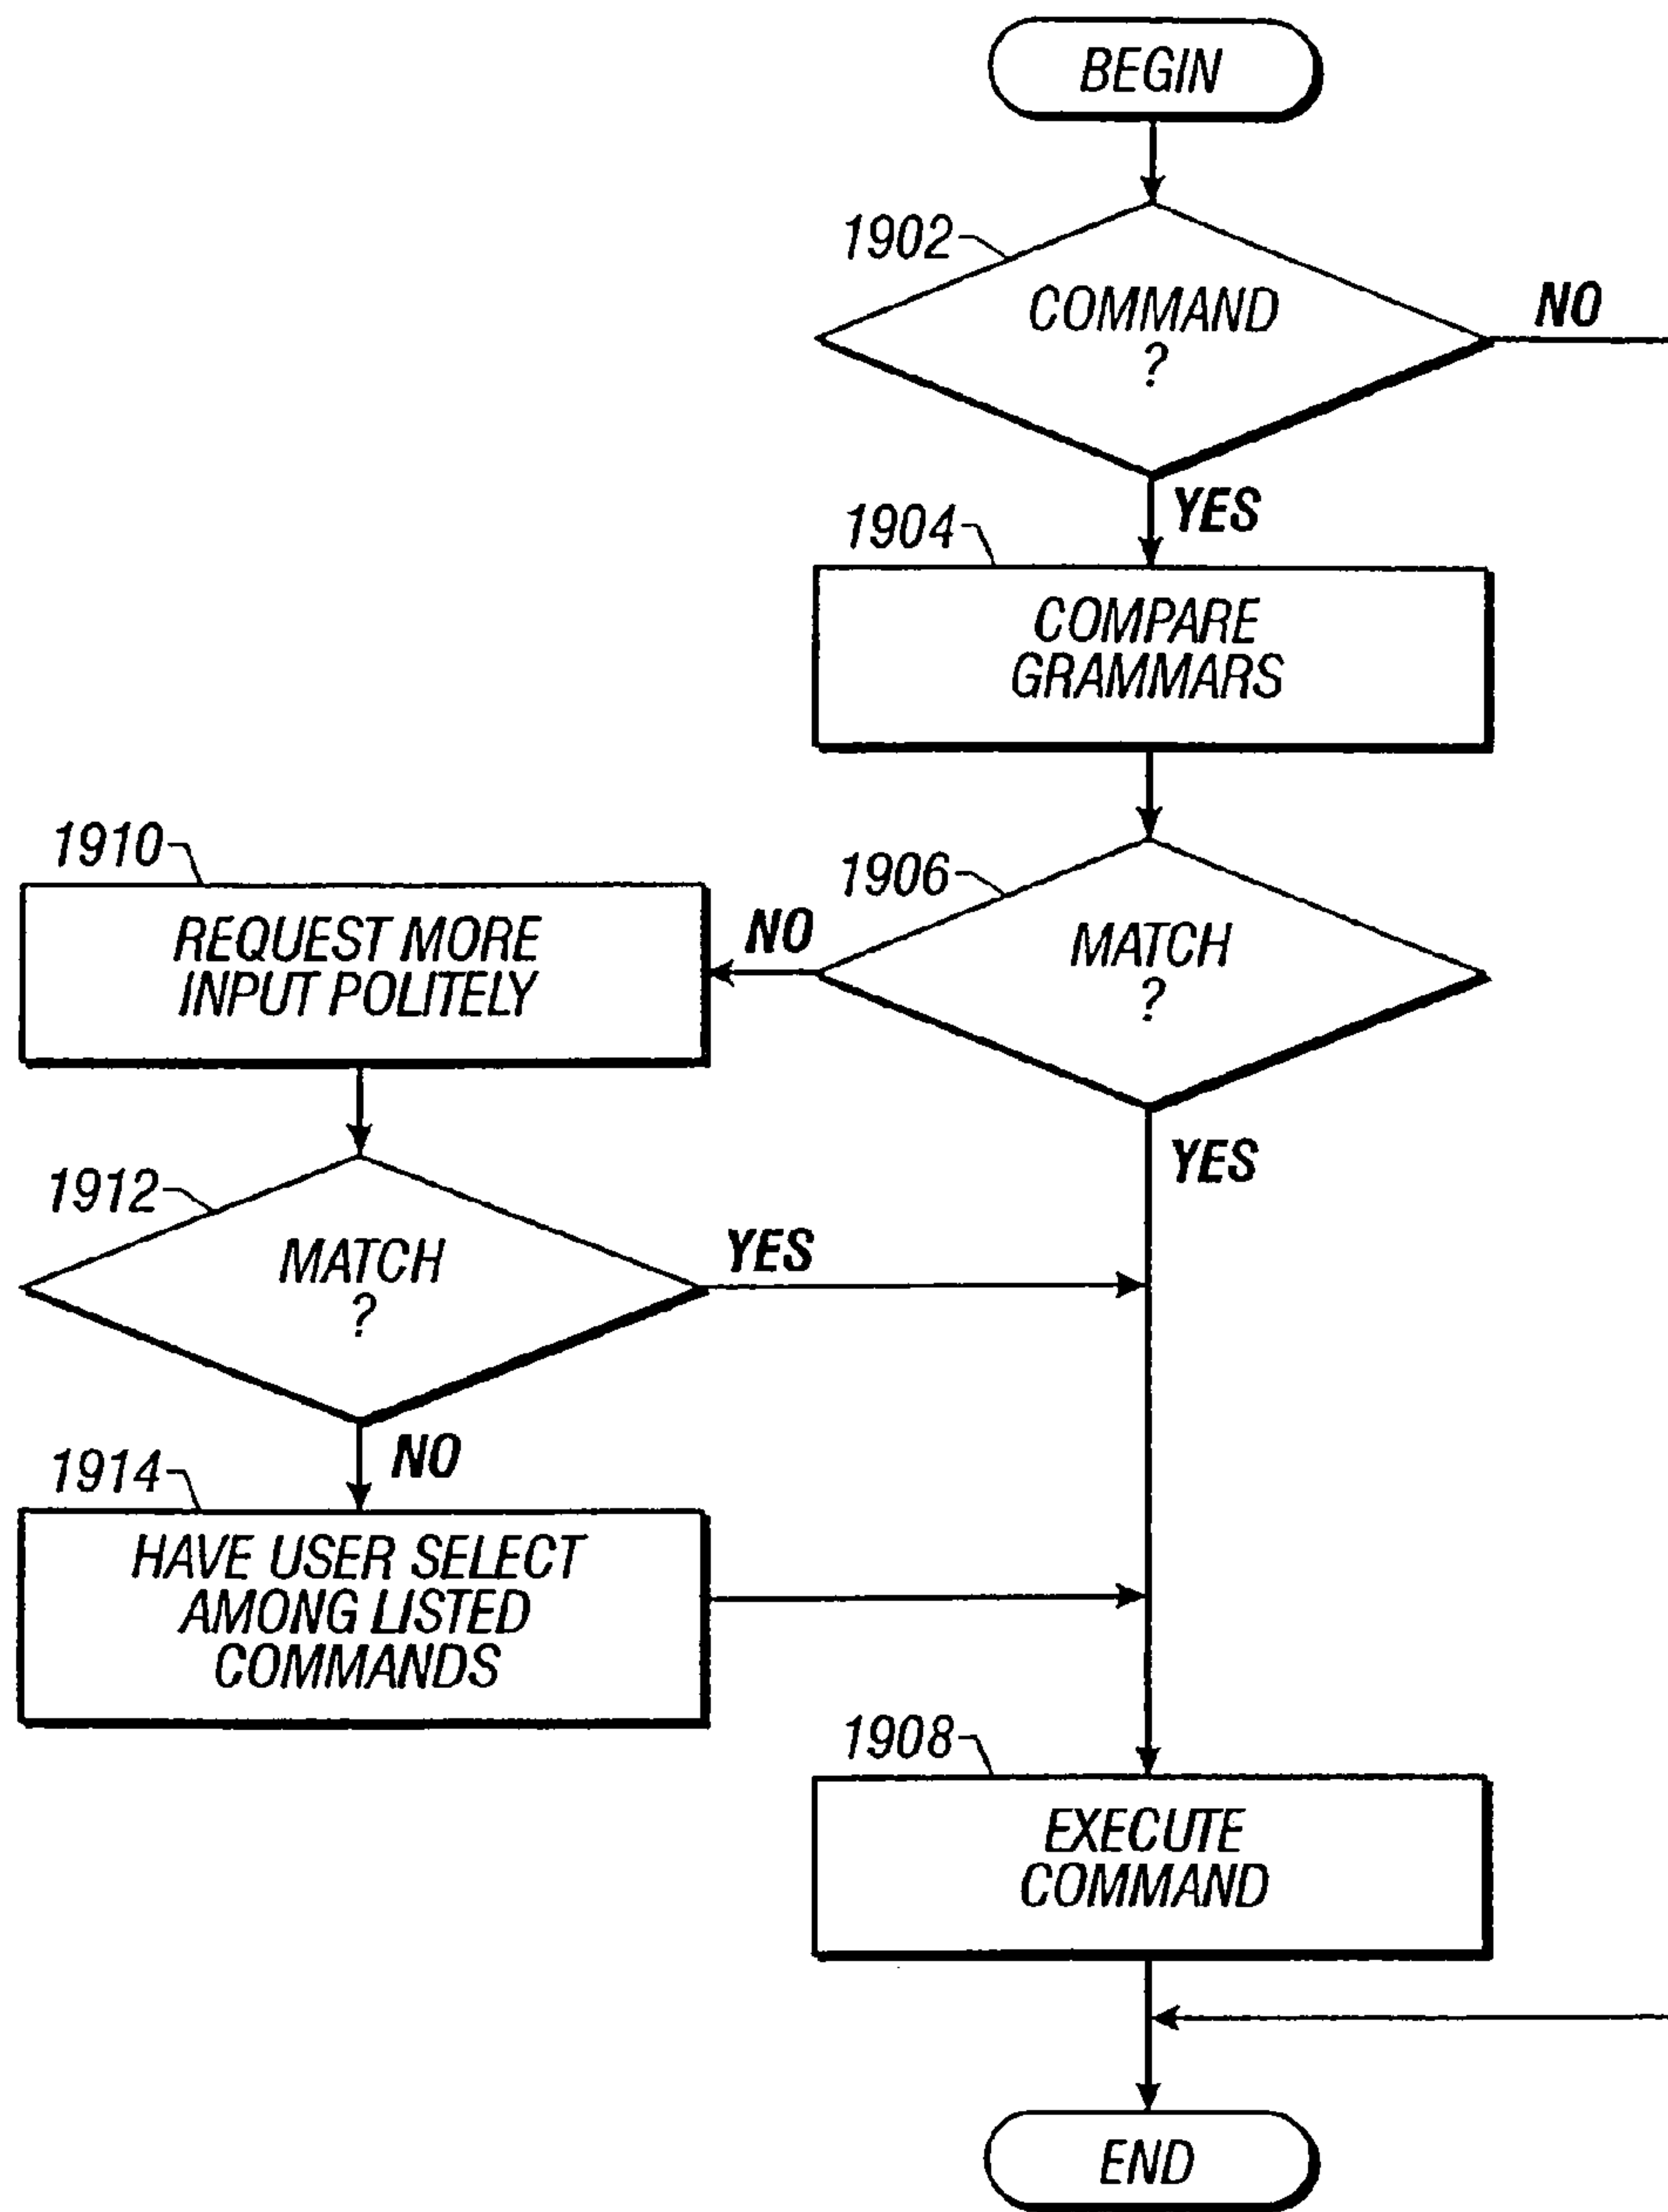 BEGIN
1902
COMMAND
?
NO
YES
1904
COMPARE
GRAMMARS
1910
REQUEST MORE
INPUT POLITELY
NO
1906
MATCH
?
YES
1912
MATCH
?
YES
NO
1914
HAVE USER SELECT
AMONG LISTED
COMMANDS
1908
EXECUTE
COMMAND
END